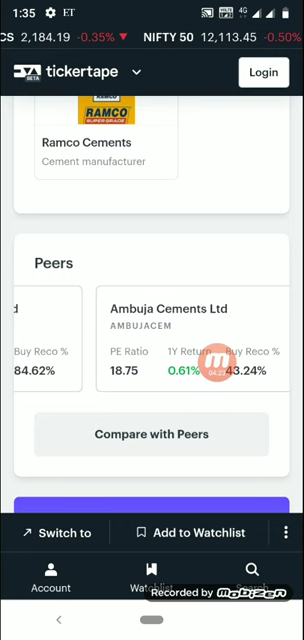 1:35 ET 4G
CS 2,184.19 -0.35% ▼ NIFTY 50 12,113.45 -0.50%
BETA tickertape Login
RAMCO
SUPER GRADE
Ramco Cements
Cement manufacturer
Peers
d Ambuja Cements Ltd
AMBUJACEM
Buy Reco % PE Ratio 1Y Return Buy Reco %
84.62% 18.75 0.61% 43.24%
04:23
Compare with Peers
Switch to Add to Watchlist
Account Watchlist Search
Recorded by mobizen